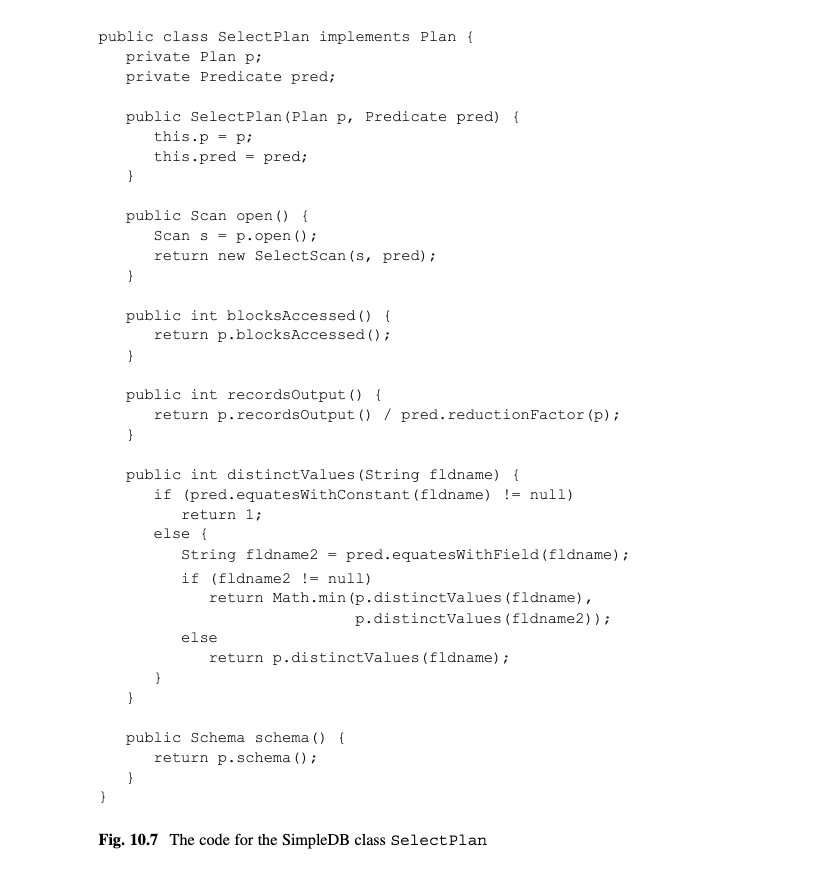 public class SelectPlan implements Plan {
private Plan p;
private Predicate pred;
public SelectPlan(Plan p, Predicate pred) {
this.p = p;
this.pred = pred;
}
public Scan open() {
Scan s = p.open();
return new SelectScan(s, pred);
}
public int blocksAccessed() {
return p.blocksAccessed();
}
public int recordsOutput() {
return p.recordsOutput() / pred.reductionFactor(p);
}
public int distinctValues(String fldname) {
if (pred.equatesWithConstant(fldname) != null)
return 1;
else {
String fldname2 = pred.equatesWithField(fldname);
if (fldname2 != null)
return Math.min(p.distinctValues(fldname),
p.distinctValues(fldname2));
else
return p.distinctValues(fldname);
}
}
public Schema schema() {
return p.schema();
}
}
Fig. 10.7 The code for the SimpleDB class SelectPlan